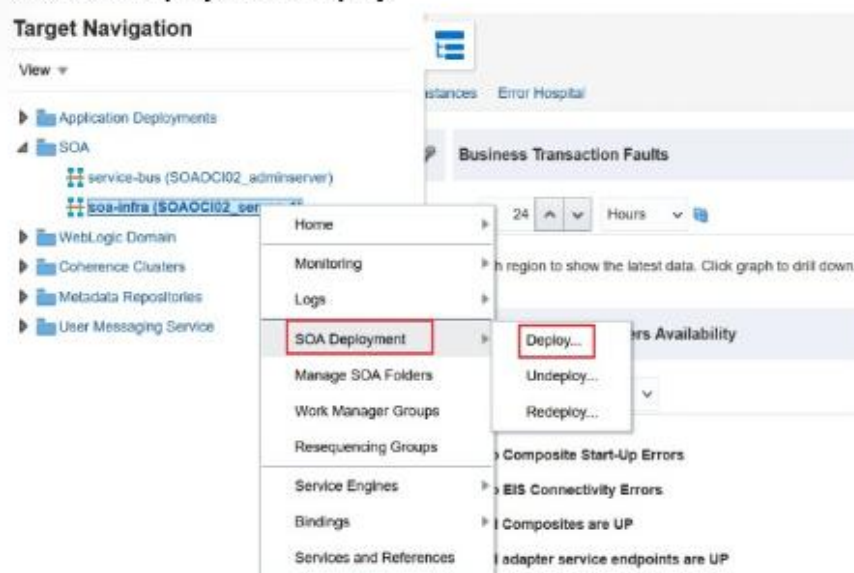 Target Navigation
View
Application Deployments
SOA
service-bus (SOAOCI02_adminserver)
soa-infra (SOAOCI02_ser
WebLogic Domain
Coherence Clusters
Metadata Repositories
User Messaging Service
Home
Monitoring
Logs
SOA Deployment
Manage SOA Folders
Work Manager Groups
Resequencing Groups
Service Engines
Bindings
Services and References
Deploy...
Undeploy...
Redeploy...
stances Error Hospital
Business Transaction Faults
24 Hours
h region to show the latest data. Click graph to drill down
ers Availability
Composite Start-Up Errors
EIS Connectivity Errors
Composites are UP
adapter service endpoints are UP